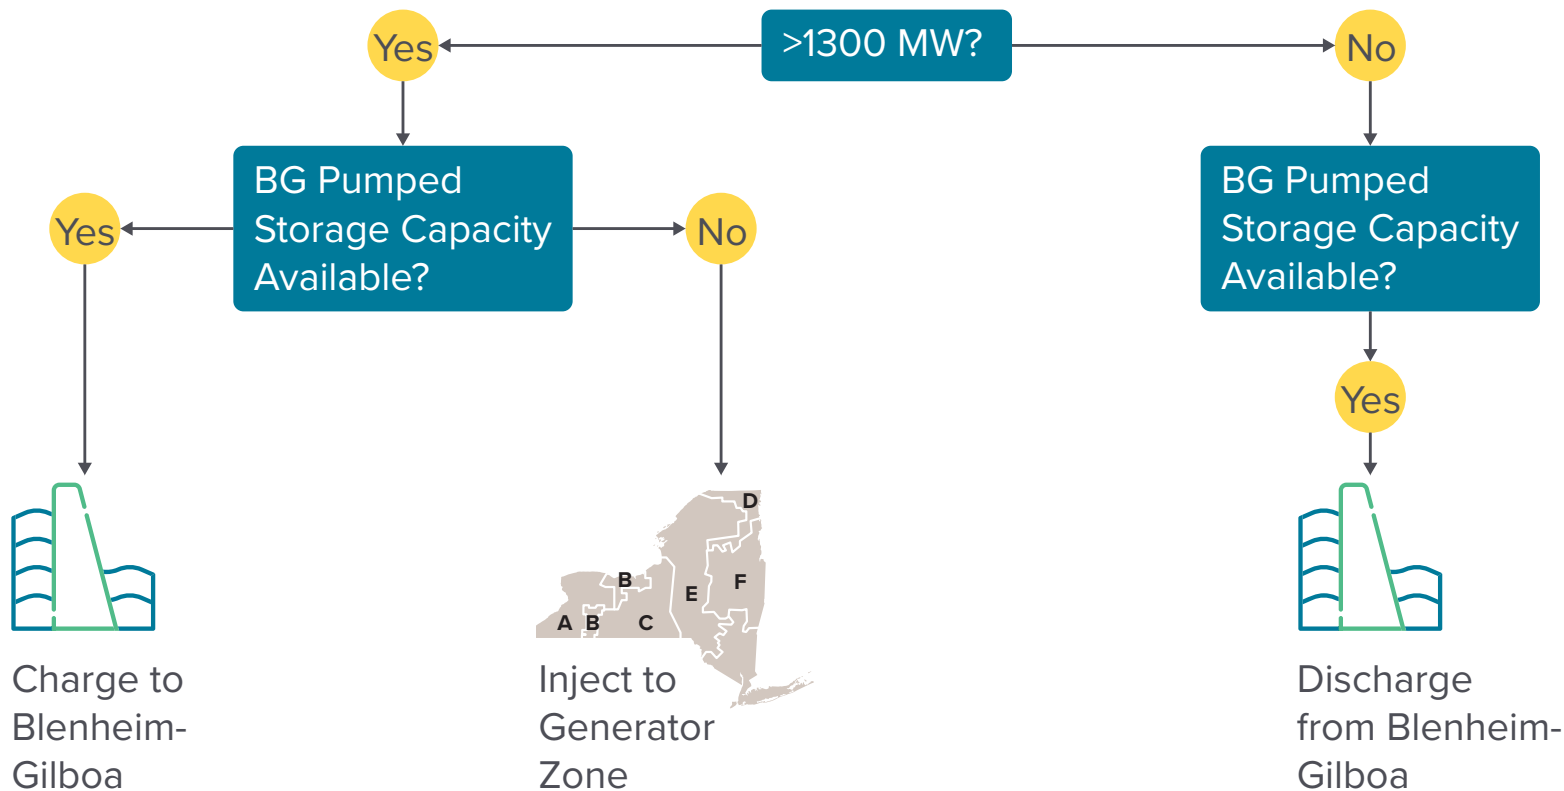 Yes
>1300 MW?
No
BG Pumped
Storage Capacity
Available?
BG Pumped
Storage Capacity
Available?
Yes
No
Yes
D
B
F
E
A
B
C
Charge to
Blenheim-
Gilboa
Inject to
Generator
Zone
Discharge
from Blenheim-
Gilboa